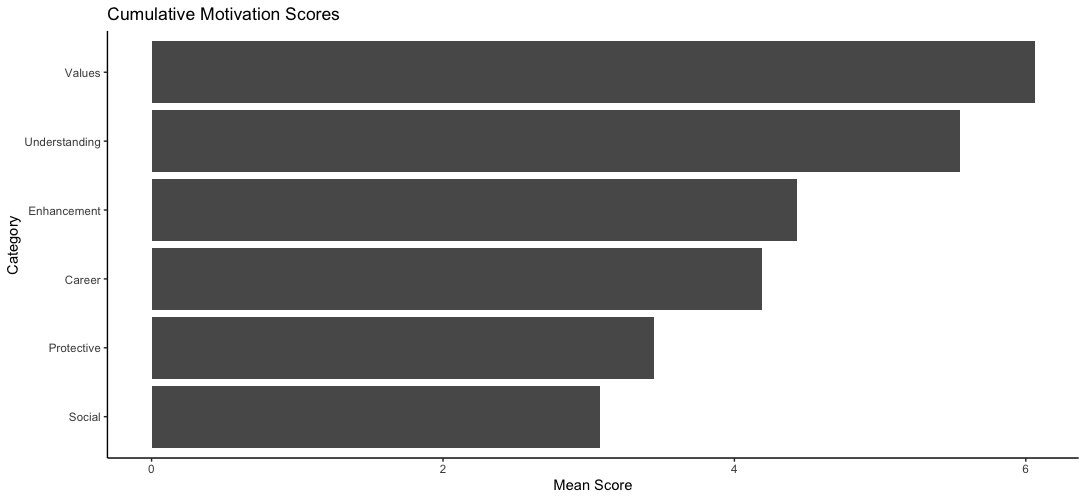 Cumulative Motivation Scores
Values
Understanding
Enhancement
Career
Protective
Social
Category
0 2 4 6
Mean Score